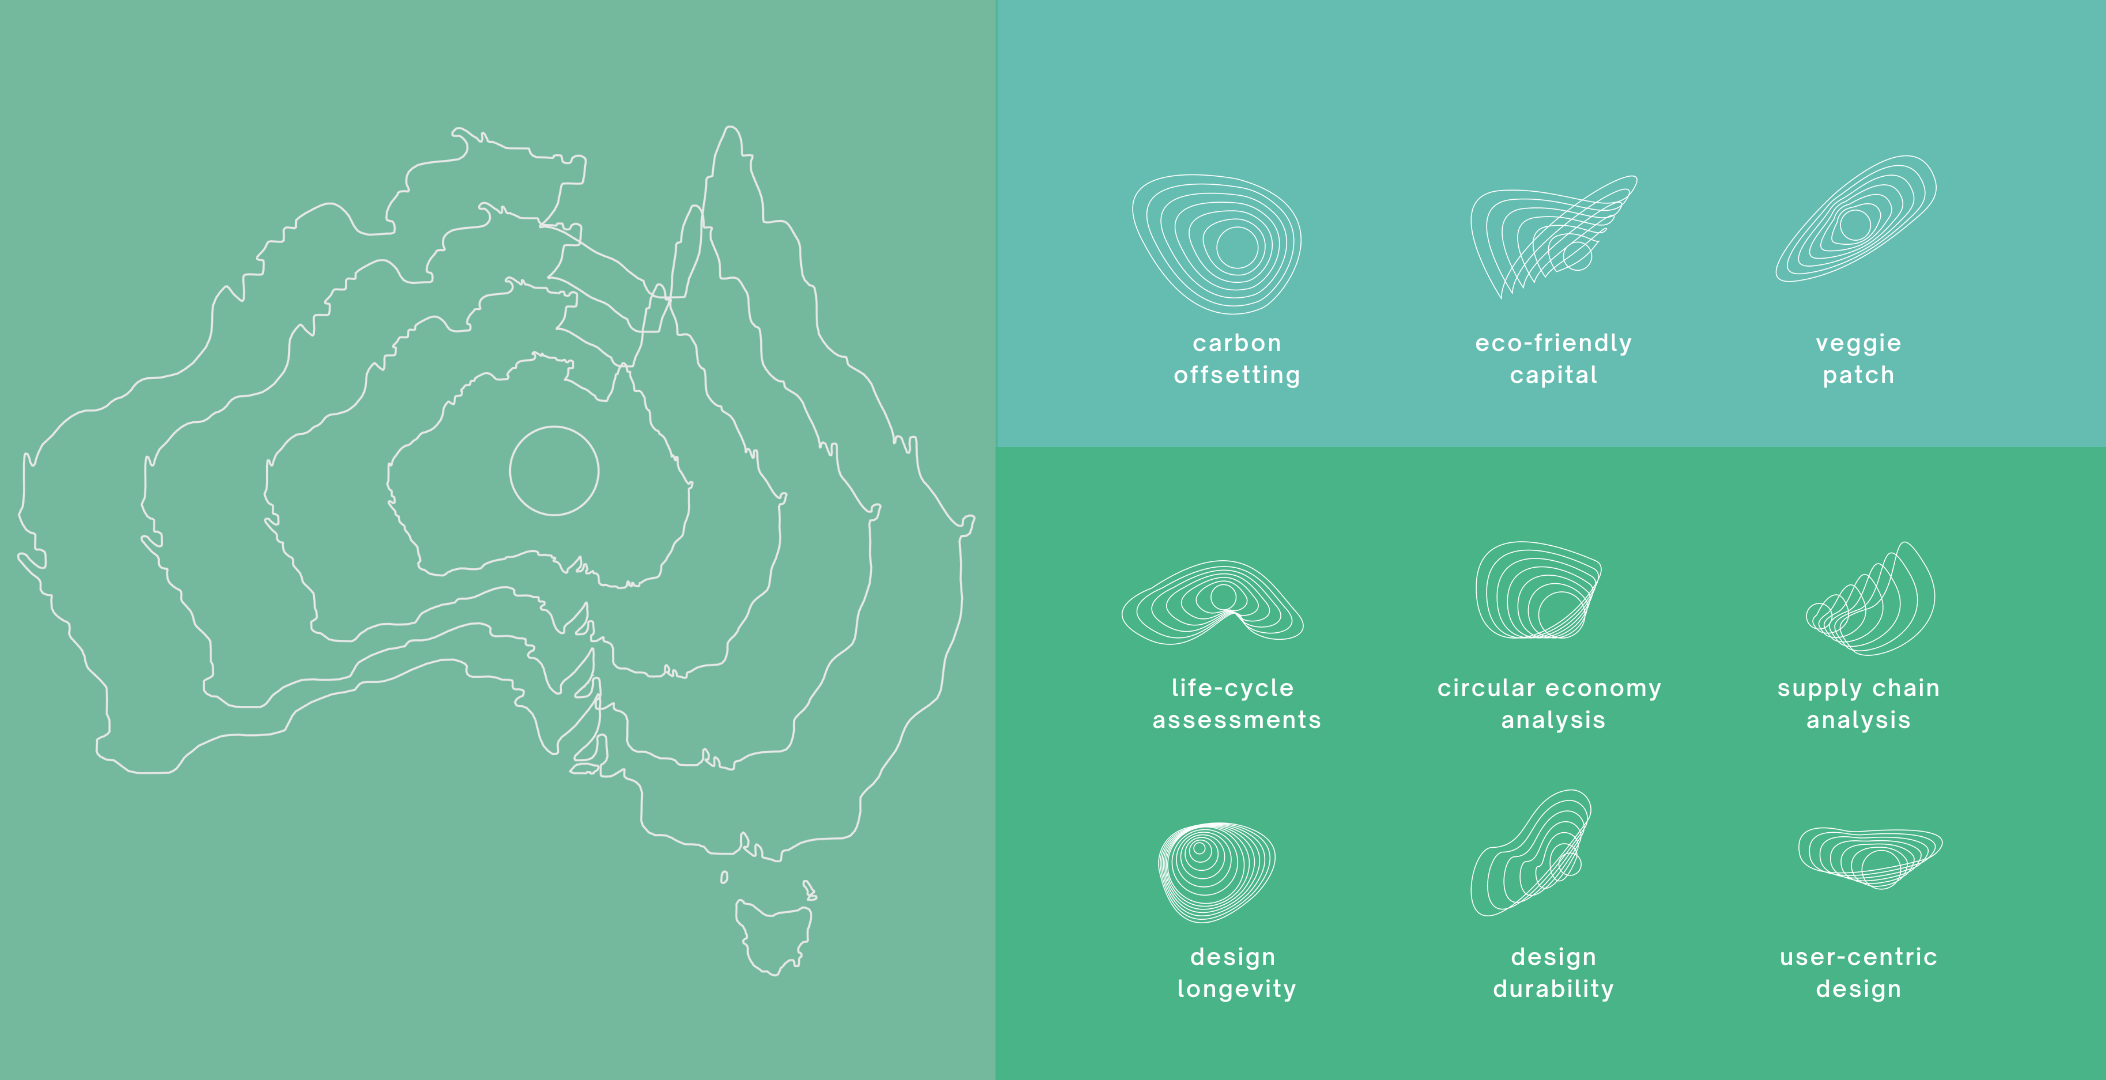 carbon
offsetting
eco-friendly
capital
veggie
patch
life-cycle
assessments
circular economy
analysis
supply chain
analysis
design
longevity
design
durability
user-centric
design